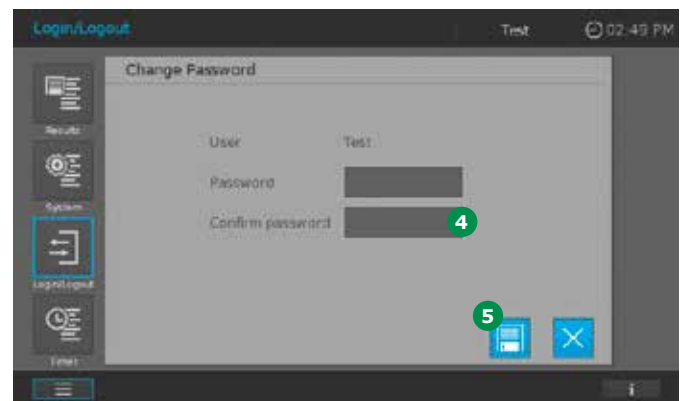 Login/Logout Test 02:49 PM
Change Password
Results
User Test
System
Password
Confirm password 4
Login/Logout
5
Timer
i